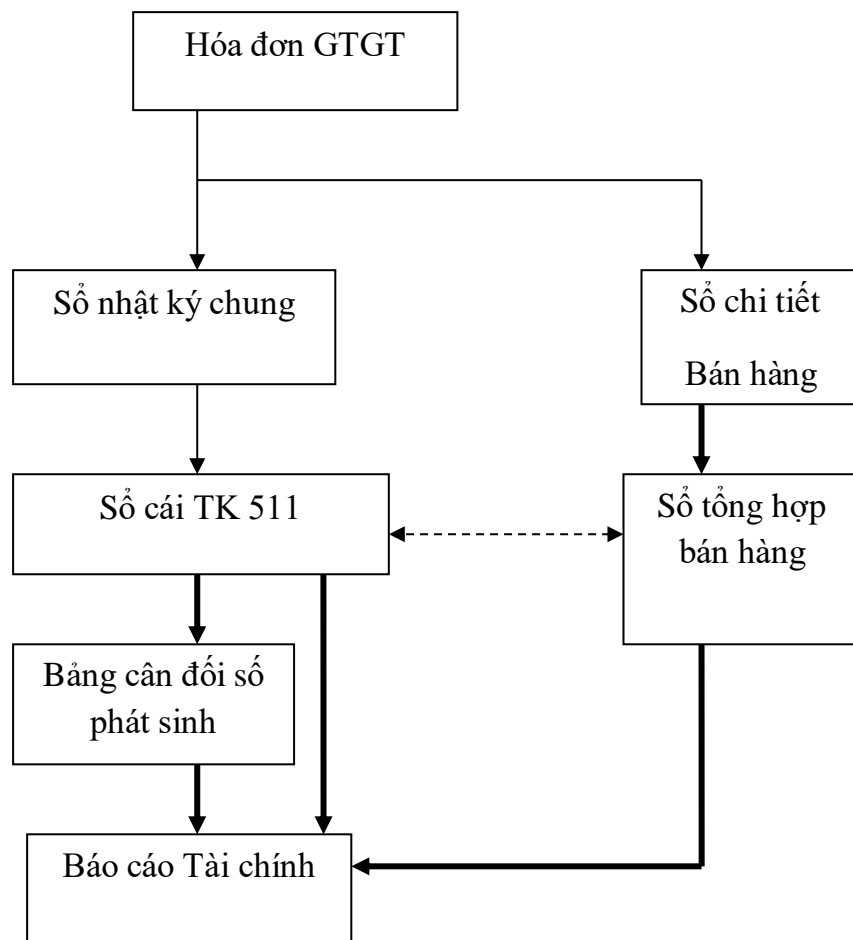 Hóa đơn GTGT
Sổ nhật ký chung
Sổ chi tiết
Bán hàng
Sổ cái TK 511
Sổ tổng hợp
bán hàng
Bảng cân đối số
phát sinh
Báo cáo Tài chính